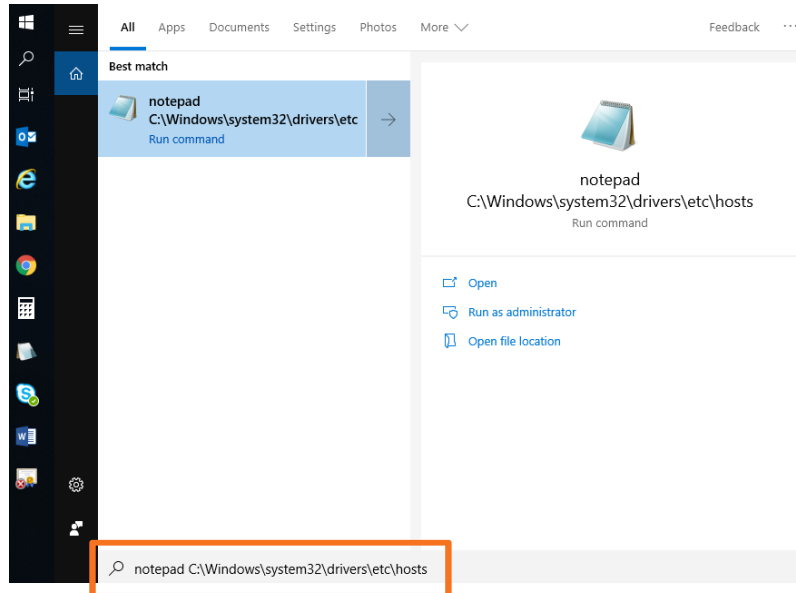 All Apps Documents Settings Photos More Feedback ...
Best match
notepad
C:\Windows\system32\drivers\etc
Run command
notepad
C:\Windows\system32\drivers\etc\hosts
Run command
Open
Run as administrator
Open file location
notepad C:\Windows\system32\drivers\etc\hosts